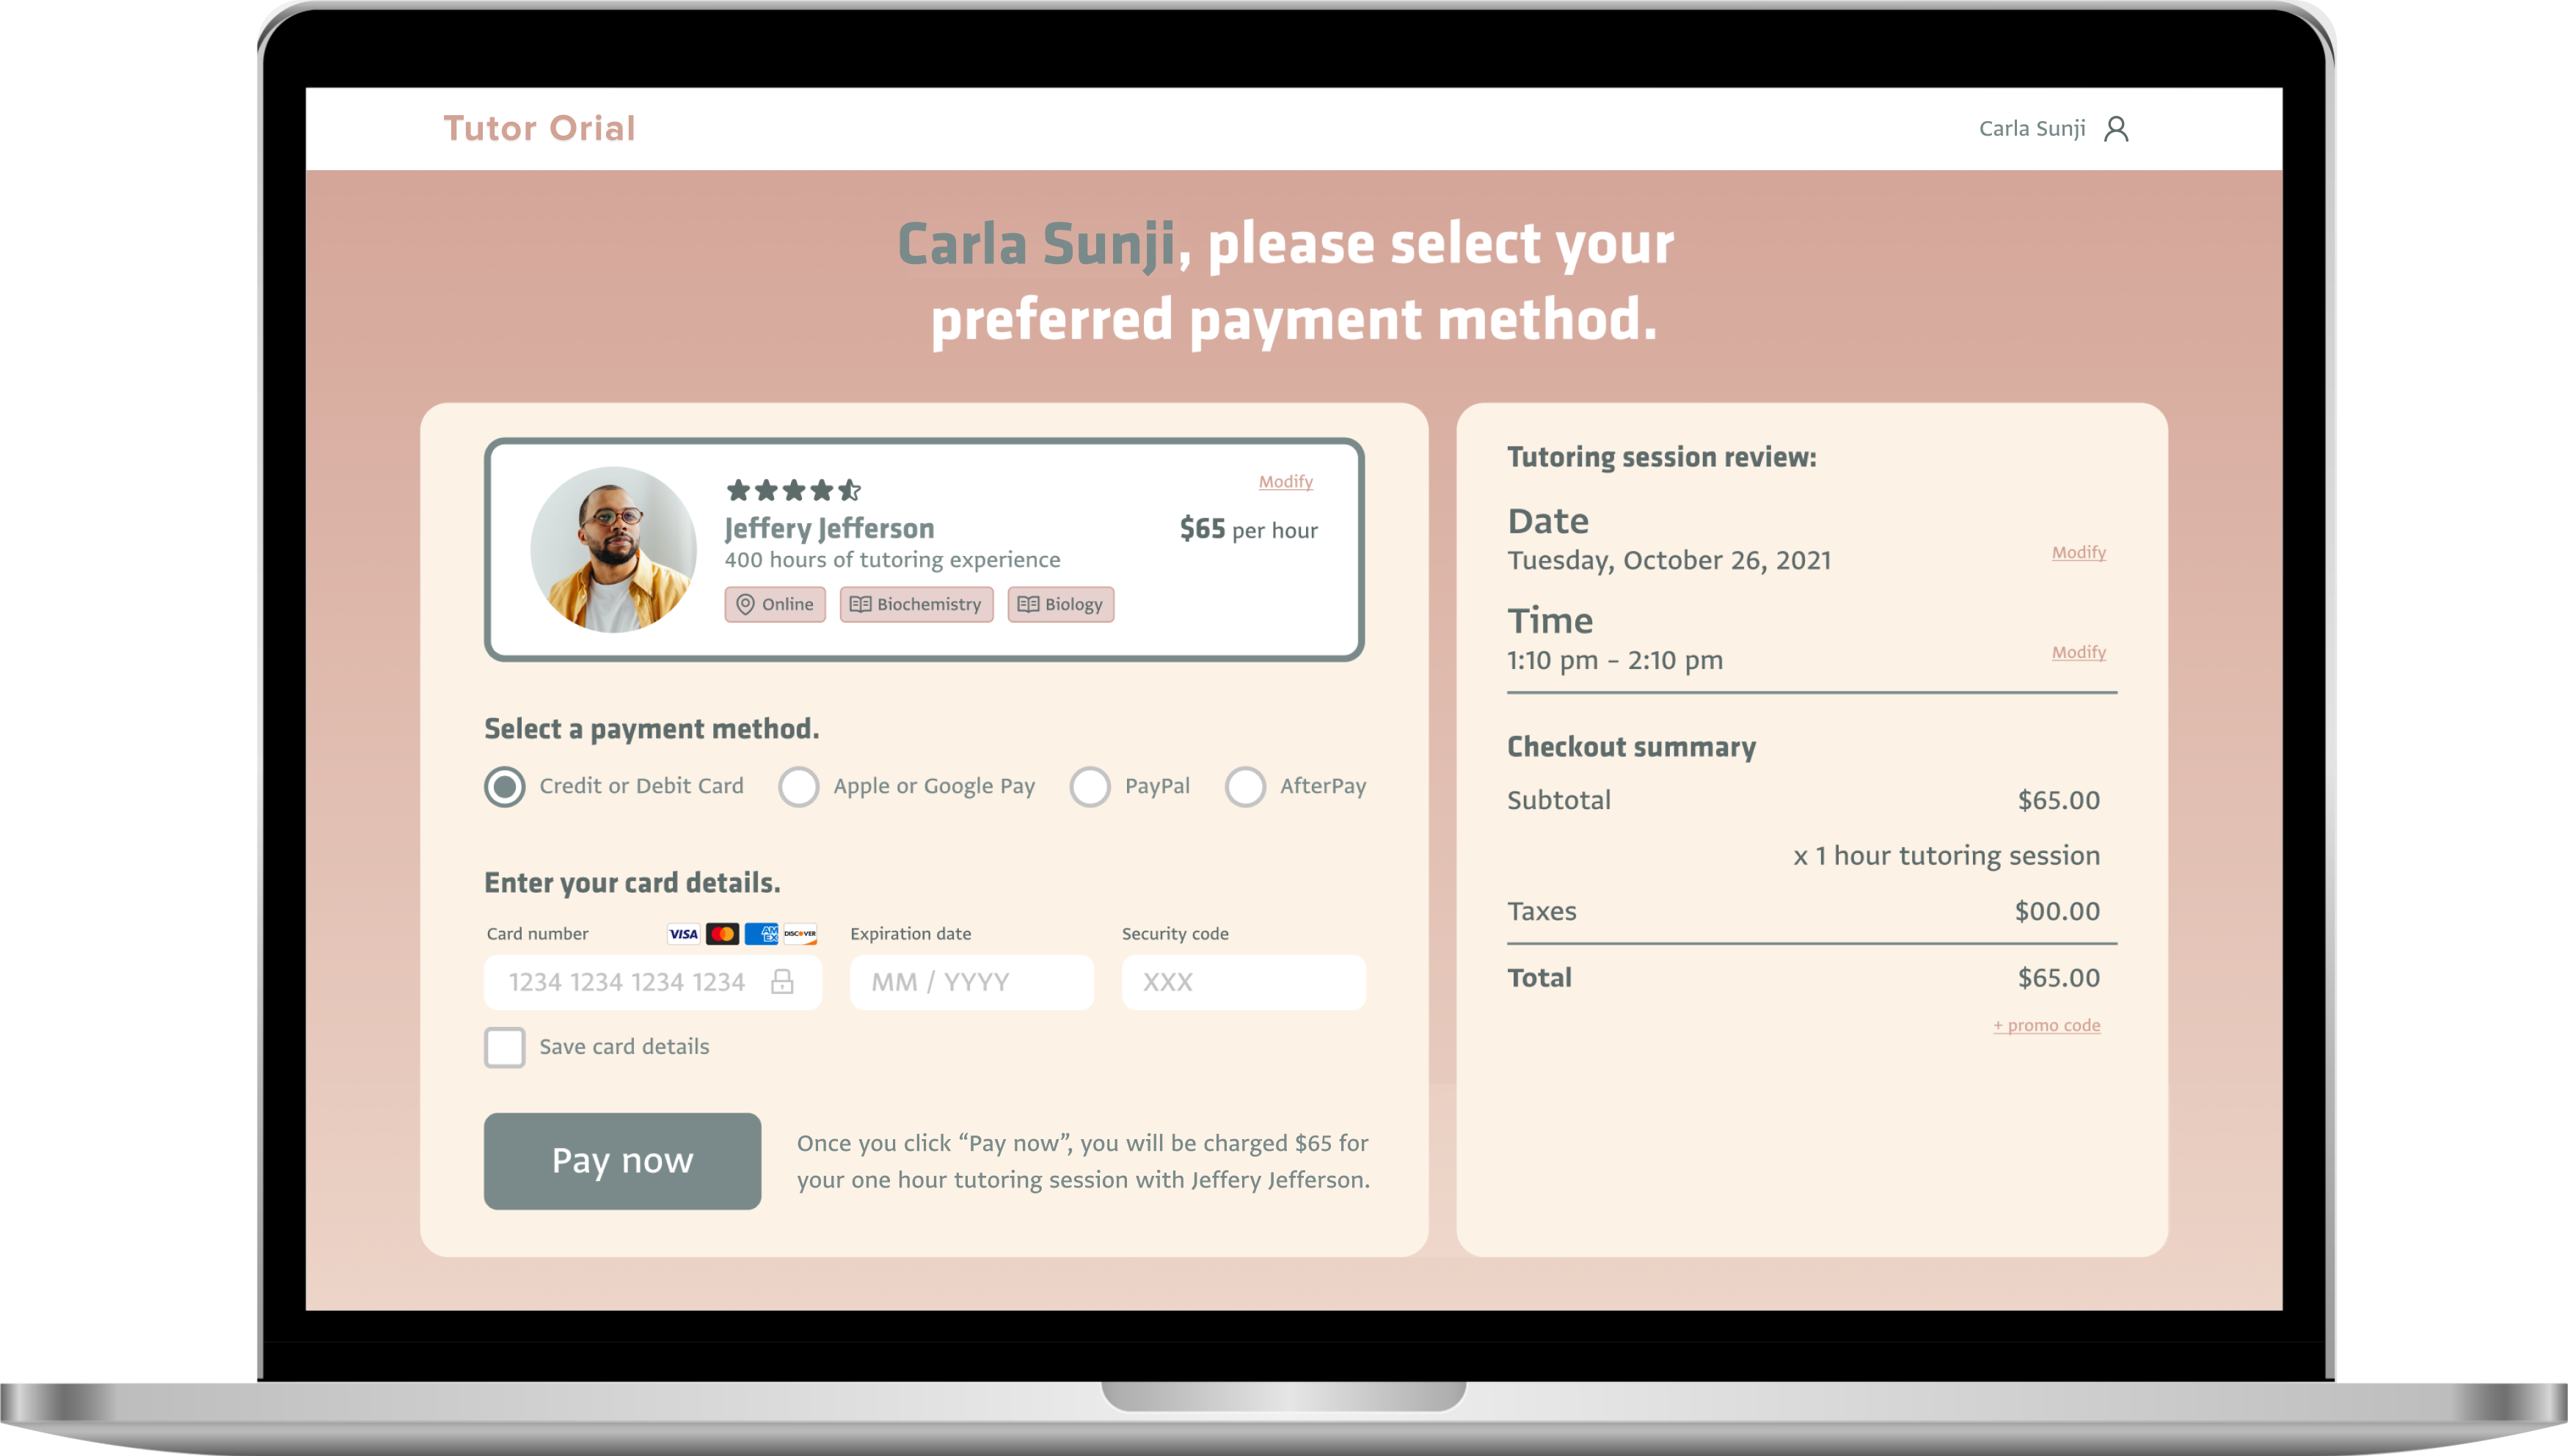 Tutor Orial
Carla Sunji
Carla Sunji, please select your
preferred payment method.
Modify
Jeffery Jefferson
$65 per hour
400 hours of tutoring experience
Online
Biochemistry
Biology
Select a payment method.
Credit or Debit Card
Apple or Google Pay
PayPal
AfterPay
Enter your card details.
Card number
VISA
AM
EX
DISCOVER
Expiration date
Security code
1234 1234 1234 1234
MM / YYYY
XXX
Save card details
Pay now
Once you click “Pay now”, you will be charged $65 for
your one hour tutoring session with Jeffery Jefferson.
Tutoring session review:
Date
Tuesday, October 26, 2021
Modify
Time
1:10 pm – 2:10 pm
Modify
Checkout summary
Subtotal
$65.00
x 1 hour tutoring session
Taxes
$00.00
Total
$65.00
+ promo code